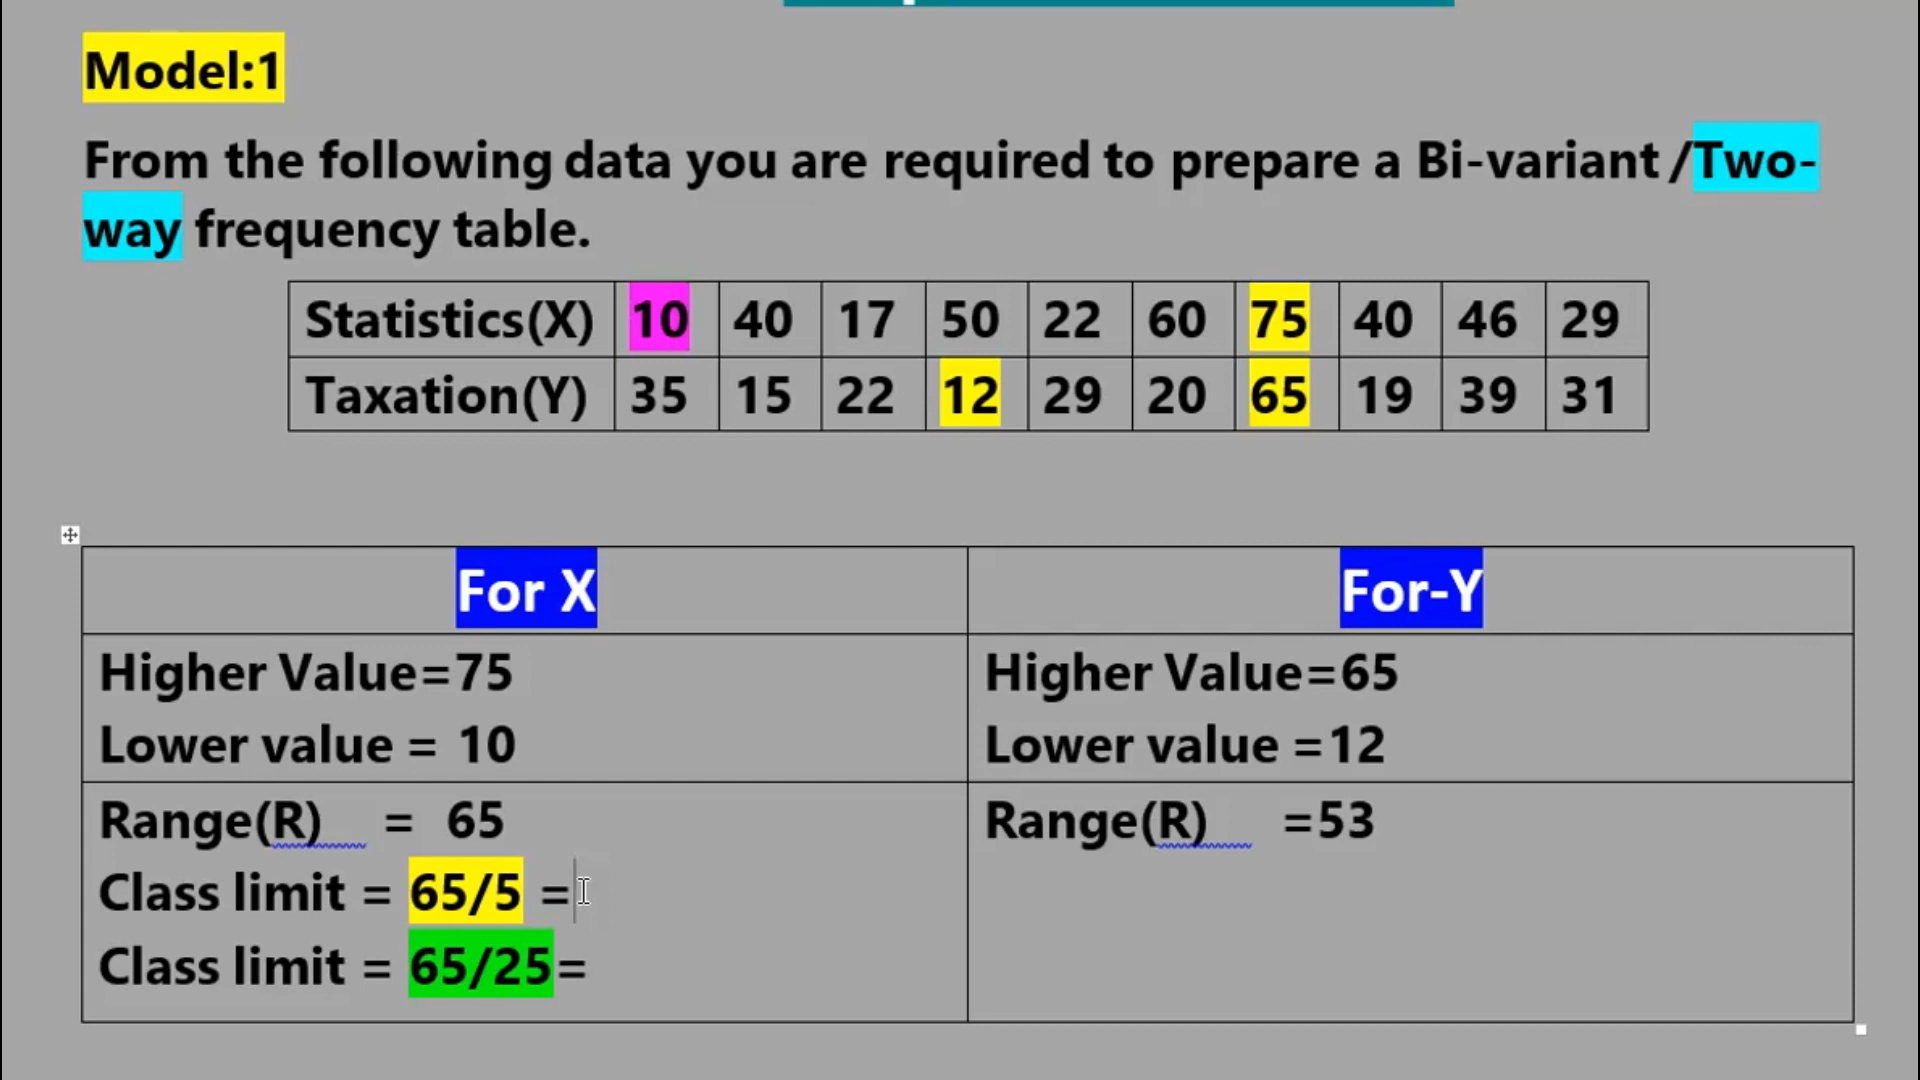 Model:1
From the following data you are required to prepare a Bi-variant /Two-
way frequency table.
Statistics(X) 10 40 17 50 22 60 75 40 46 29
Taxation(Y) 35 15 22 12 29 20 65 19 39 31
For X For-Y
Higher Value=75 Higher Value=65
Lower value = 10 Lower value =12
Range(R) = 65 Range(R) =53
Class limit = 65/5 =
Class limit = 65/25=